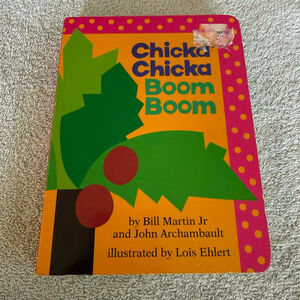 Chicka
Chicka
Boom
Boom
by Bill Martin Jr
and John Archambault
illustrated by Lois Ehlert